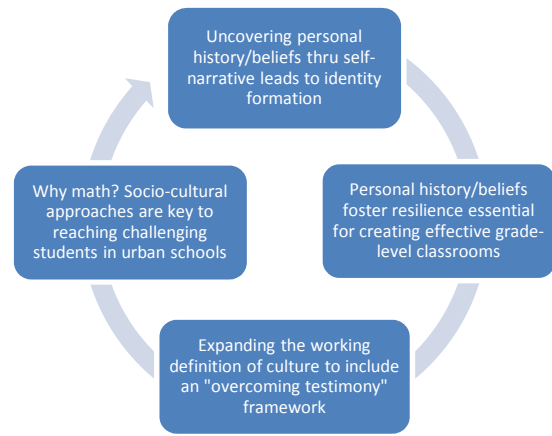 Uncovering personal
history/beliefs thru self-
narrative leads to identity
formation
Personal history/beliefs
foster resilience essential
for creating effective grade-
level classrooms
Expanding the working
definition of culture to include
an "overcoming testimony"
framework
Why math? Socio-cultural
approaches are key to
reaching challenging
students in urban schools